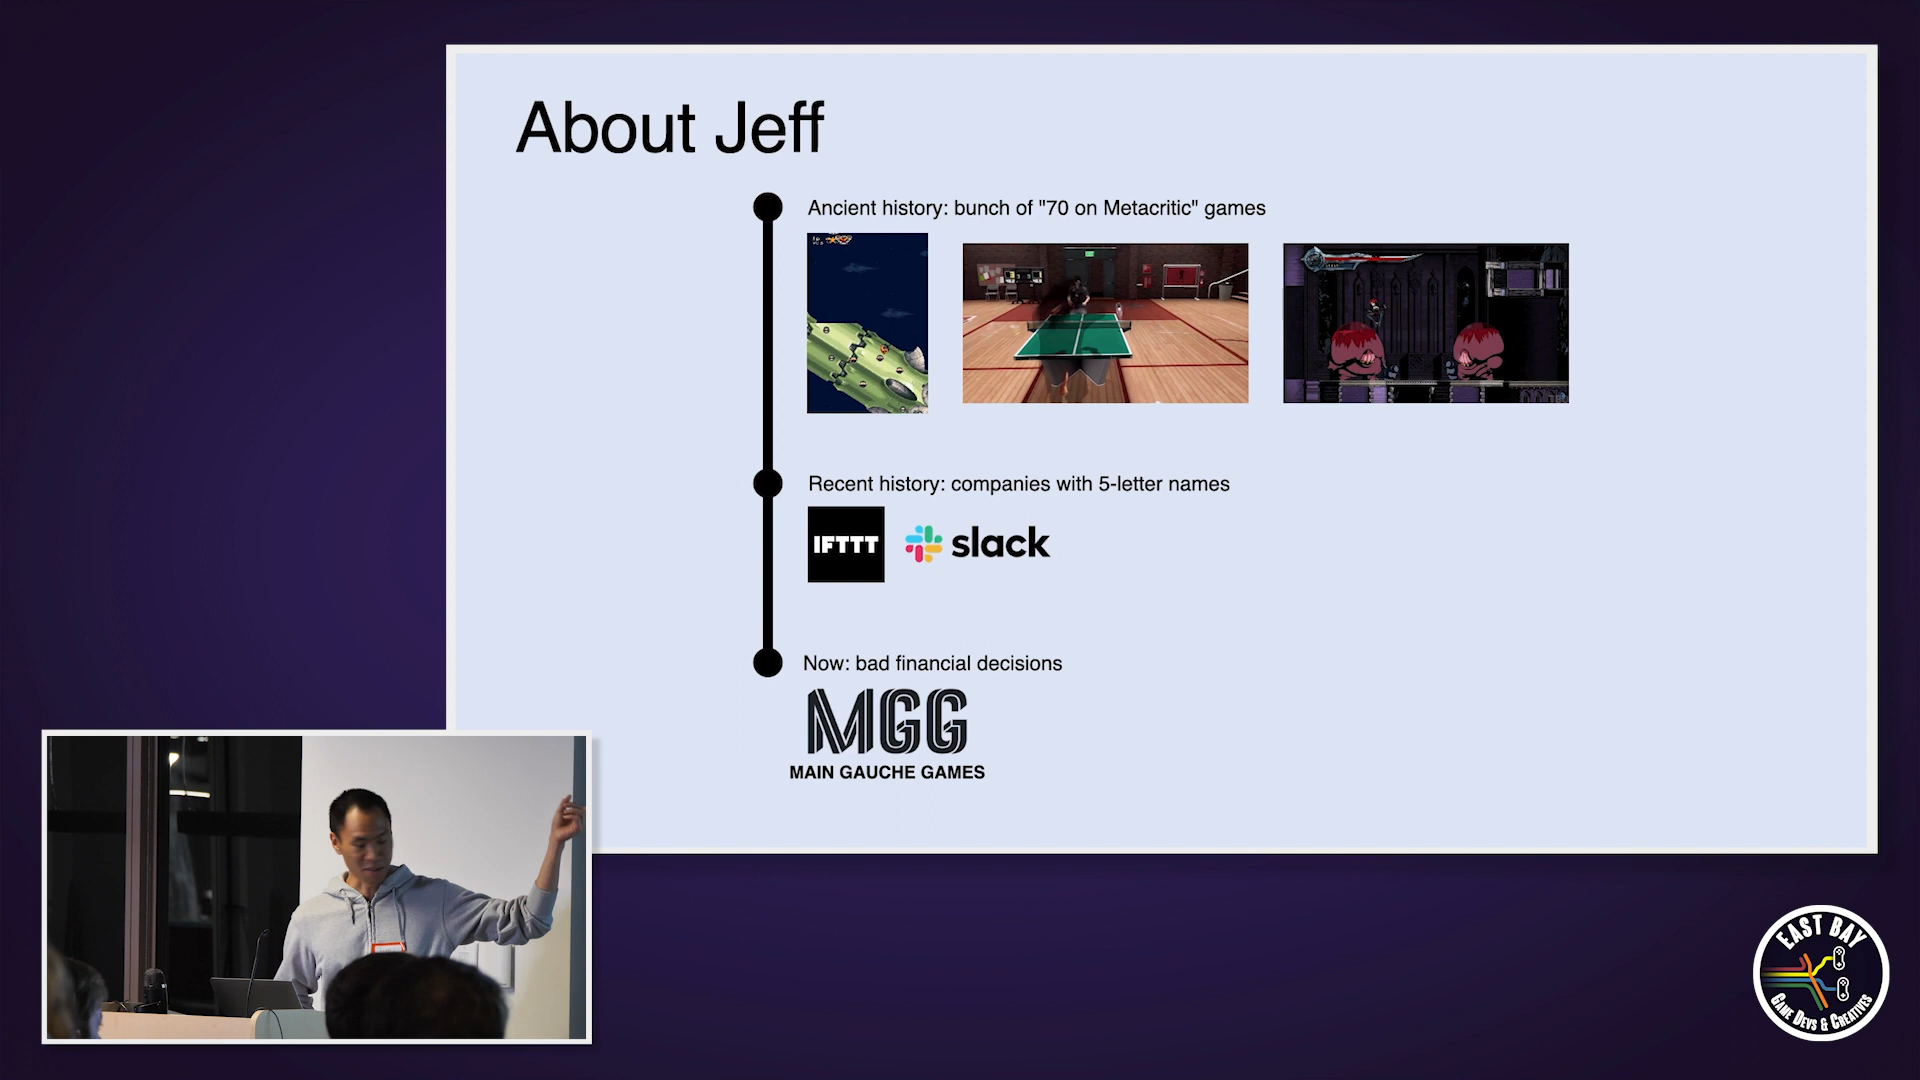 About Jeff
Ancient history: bunch of "70 on Metacritic" games
Recent history: companies with 5-letter names
IFTTT
slack
Now: bad financial decisions
MGG
MAIN GAUCHE GAMES
EAST BAY
GAME DEVS & CREATIVES